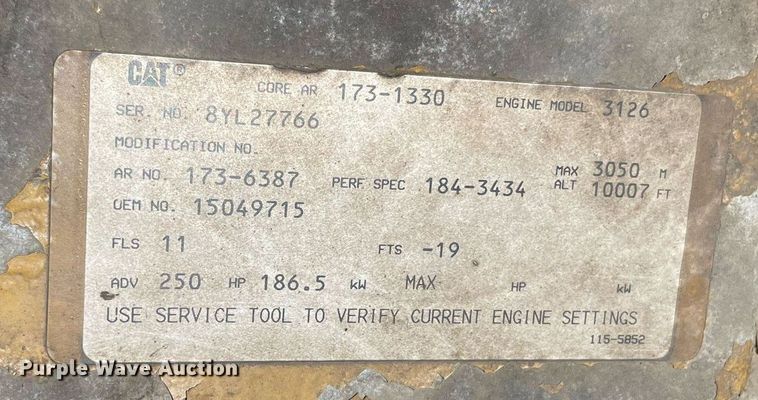 CAT®
CORE AR 173-1330 ENGINE MODEL 3126
SER. NO. 8YL27766
MODIFICATION NO.
AR NO. 173-6387 PERF SPEC 184-3434 MAX ALT 3050 M 10007 FT
OEM NO. 15049715
FLS 11 FTS -19
ADV 250 HP 186.5 kW MAX HP kW
USE SERVICE TOOL TO VERIFY CURRENT ENGINE SETTINGS
115-5852
Purple Wave Auction